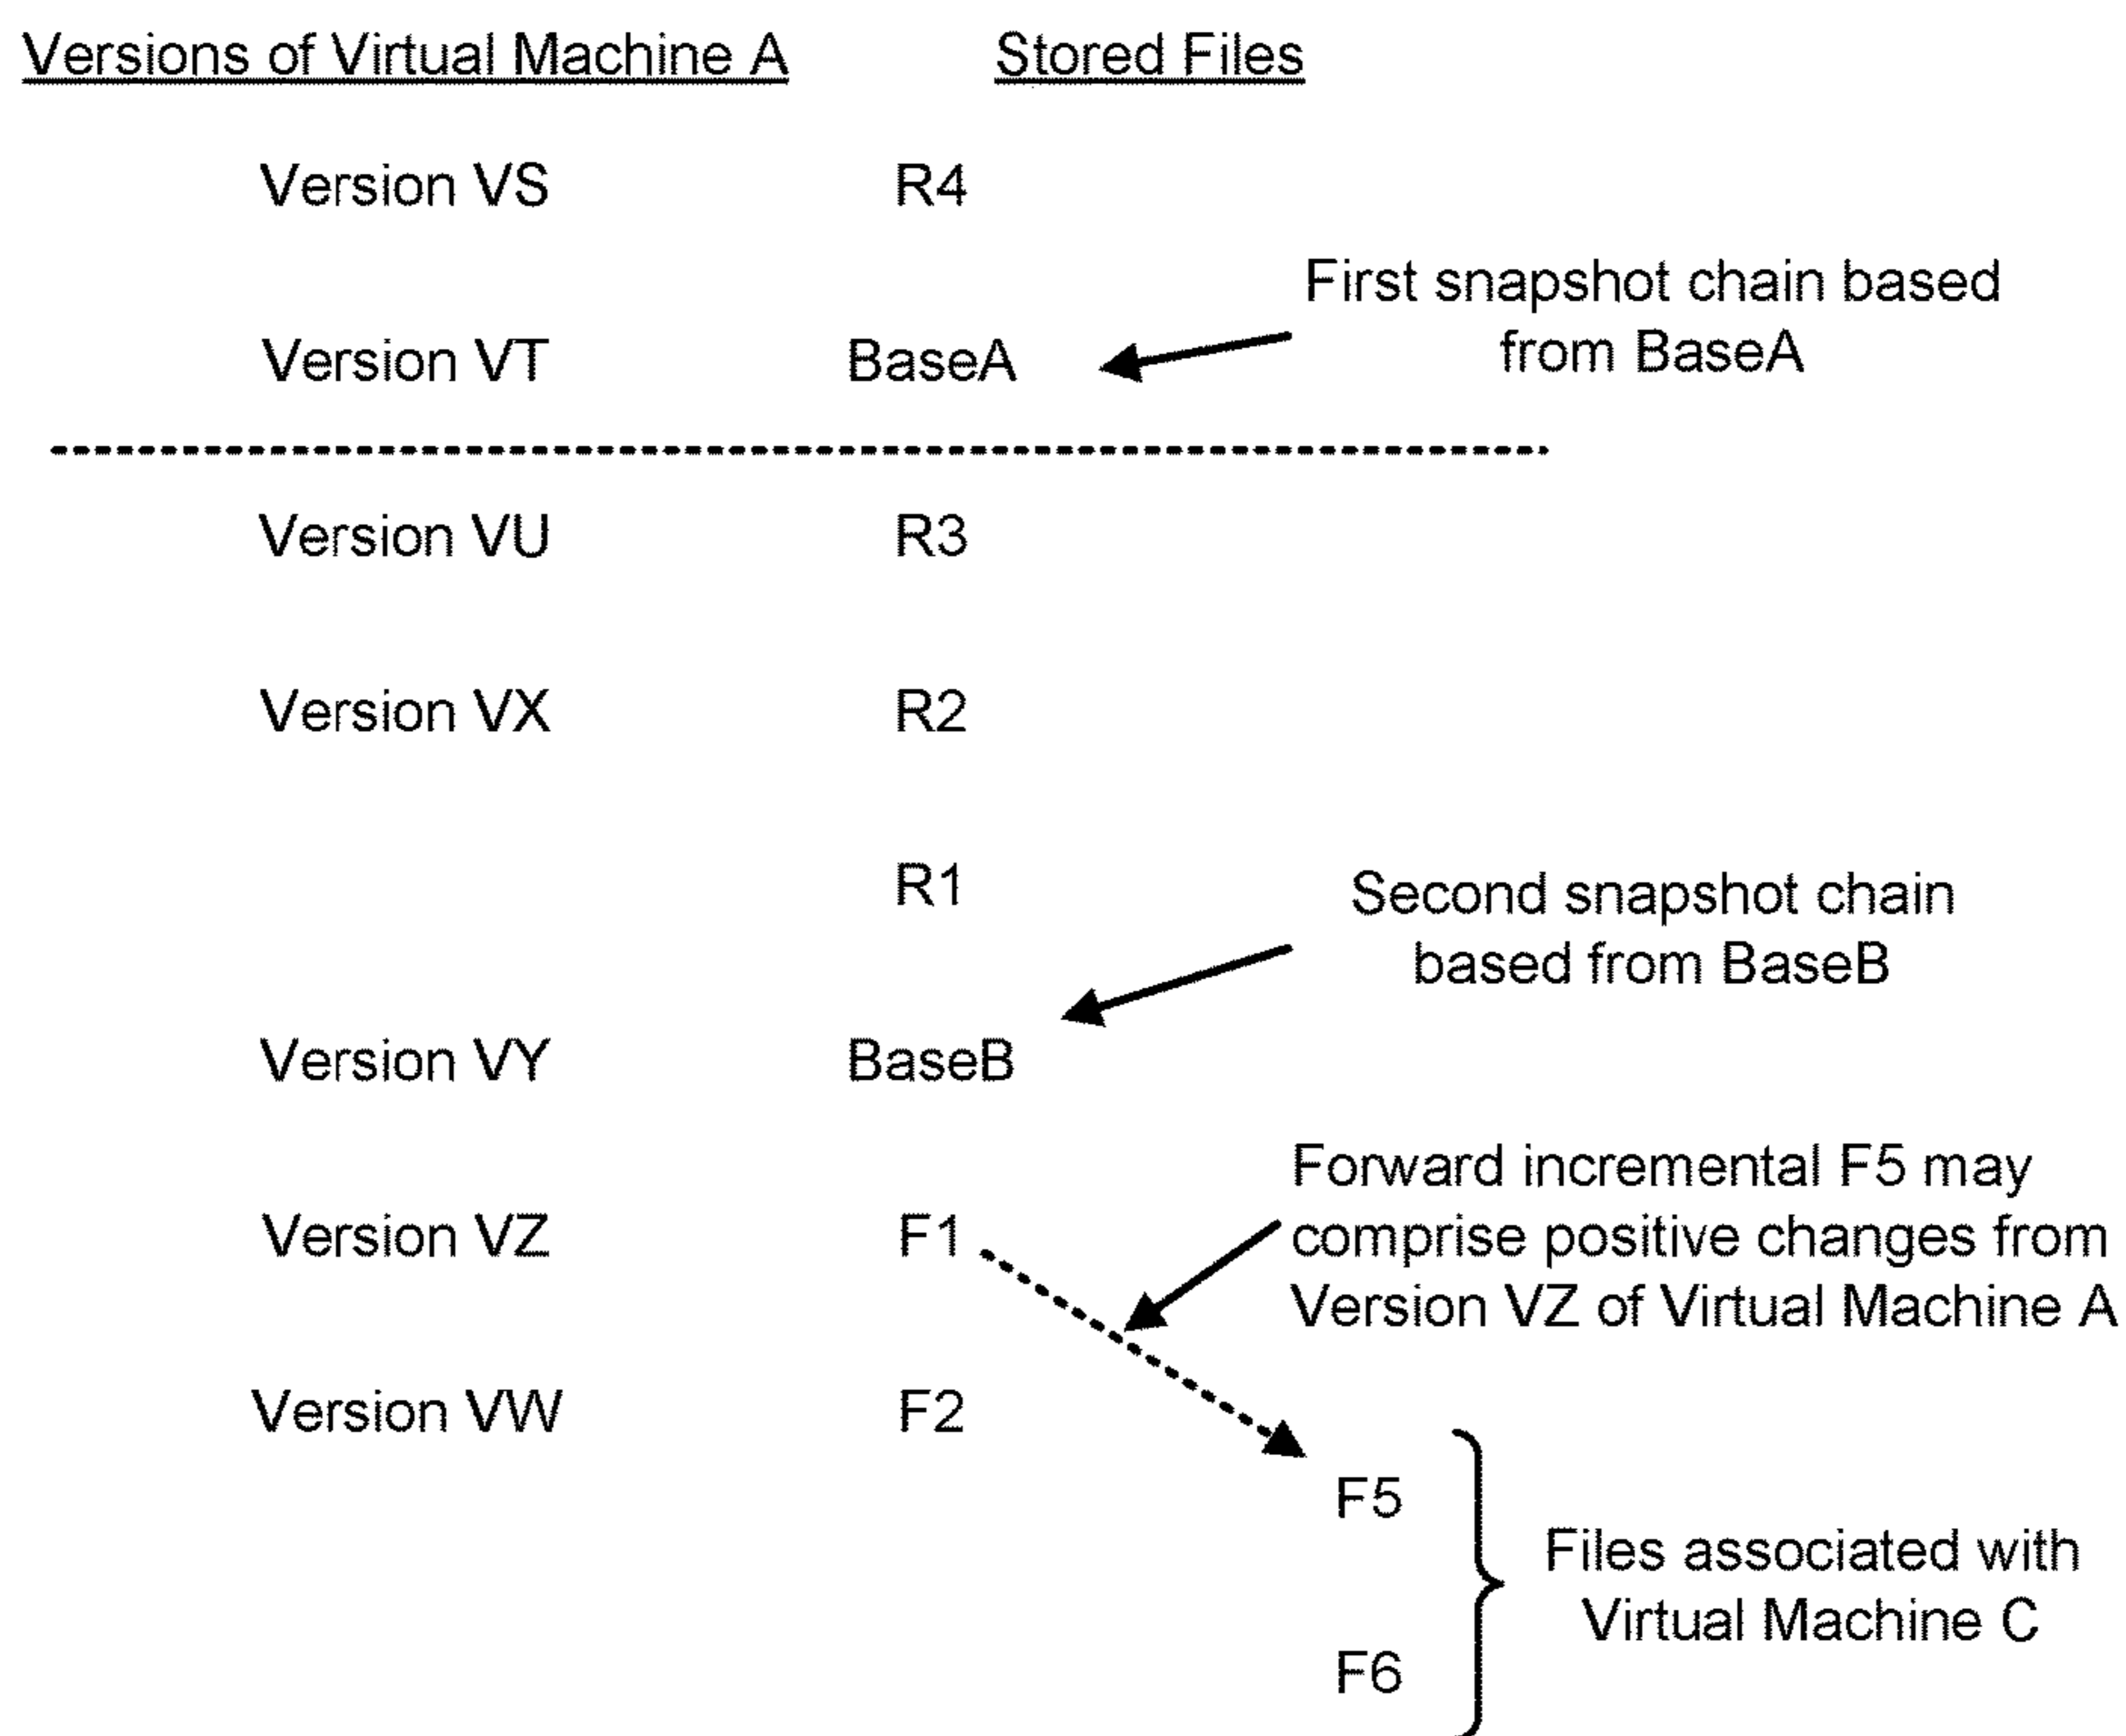 Versions of Virtual Machine A
Stored Files
Version VS
R4
First snapshot chain based
from BaseA
Version VT
BaseA
Version VU
R3
Version VX
R2
R1
Second snapshot chain
based from BaseB
Version VY
BaseB
Forward incremental F5 may
comprise positive changes from
Version VZ of Virtual Machine A
Version VZ
F1
Version VW
F2
F5
Files associated with
Virtual Machine C
F6